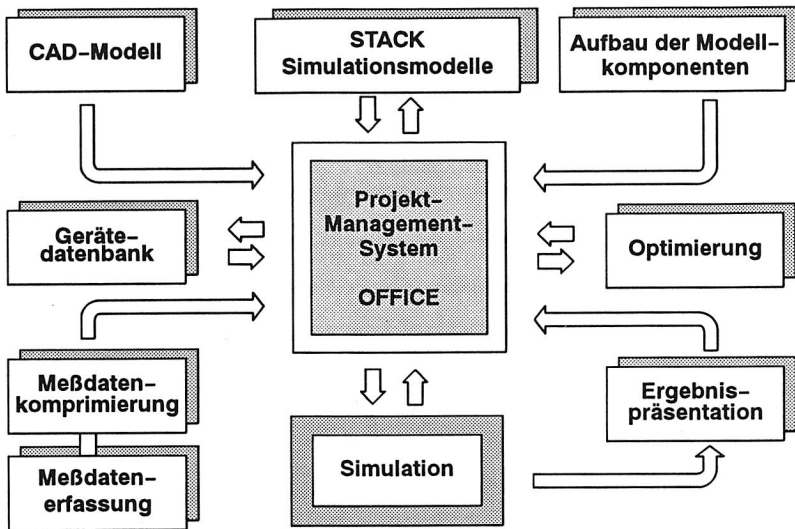 CAD–Modell
STACK
Simulationsmodelle
Aufbau der Modell–
komponenten
Projekt–
Management–
System
OFFICE
Geräte–
datenbank
Optimierung
Meßdaten–
komprimierung
Ergebnis–
präsentation
Simulation
Meßdaten–
erfassung